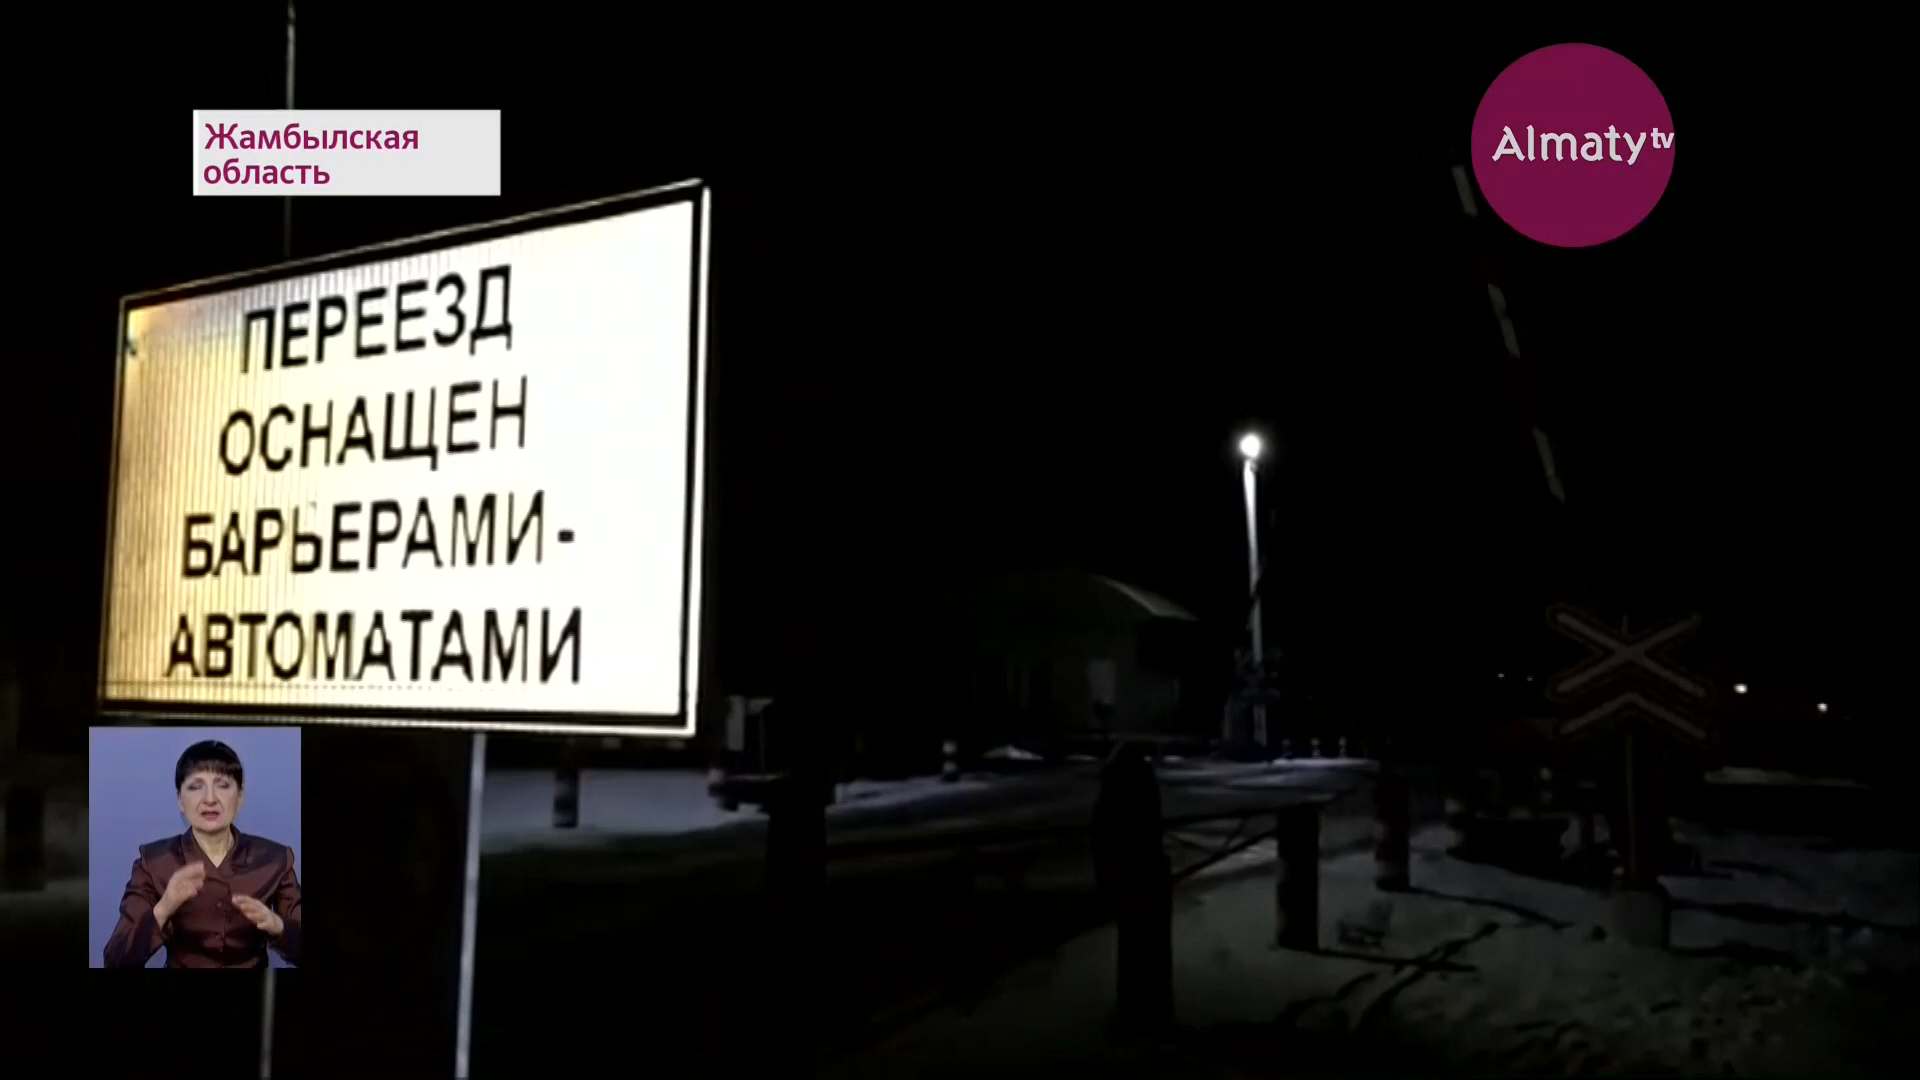 Жамбылская
область
Almaty tv
ПЕРЕЕЗД
ОСНАЩЕН
БАРЬЕРАМИ-
АВТОМАТАМИ